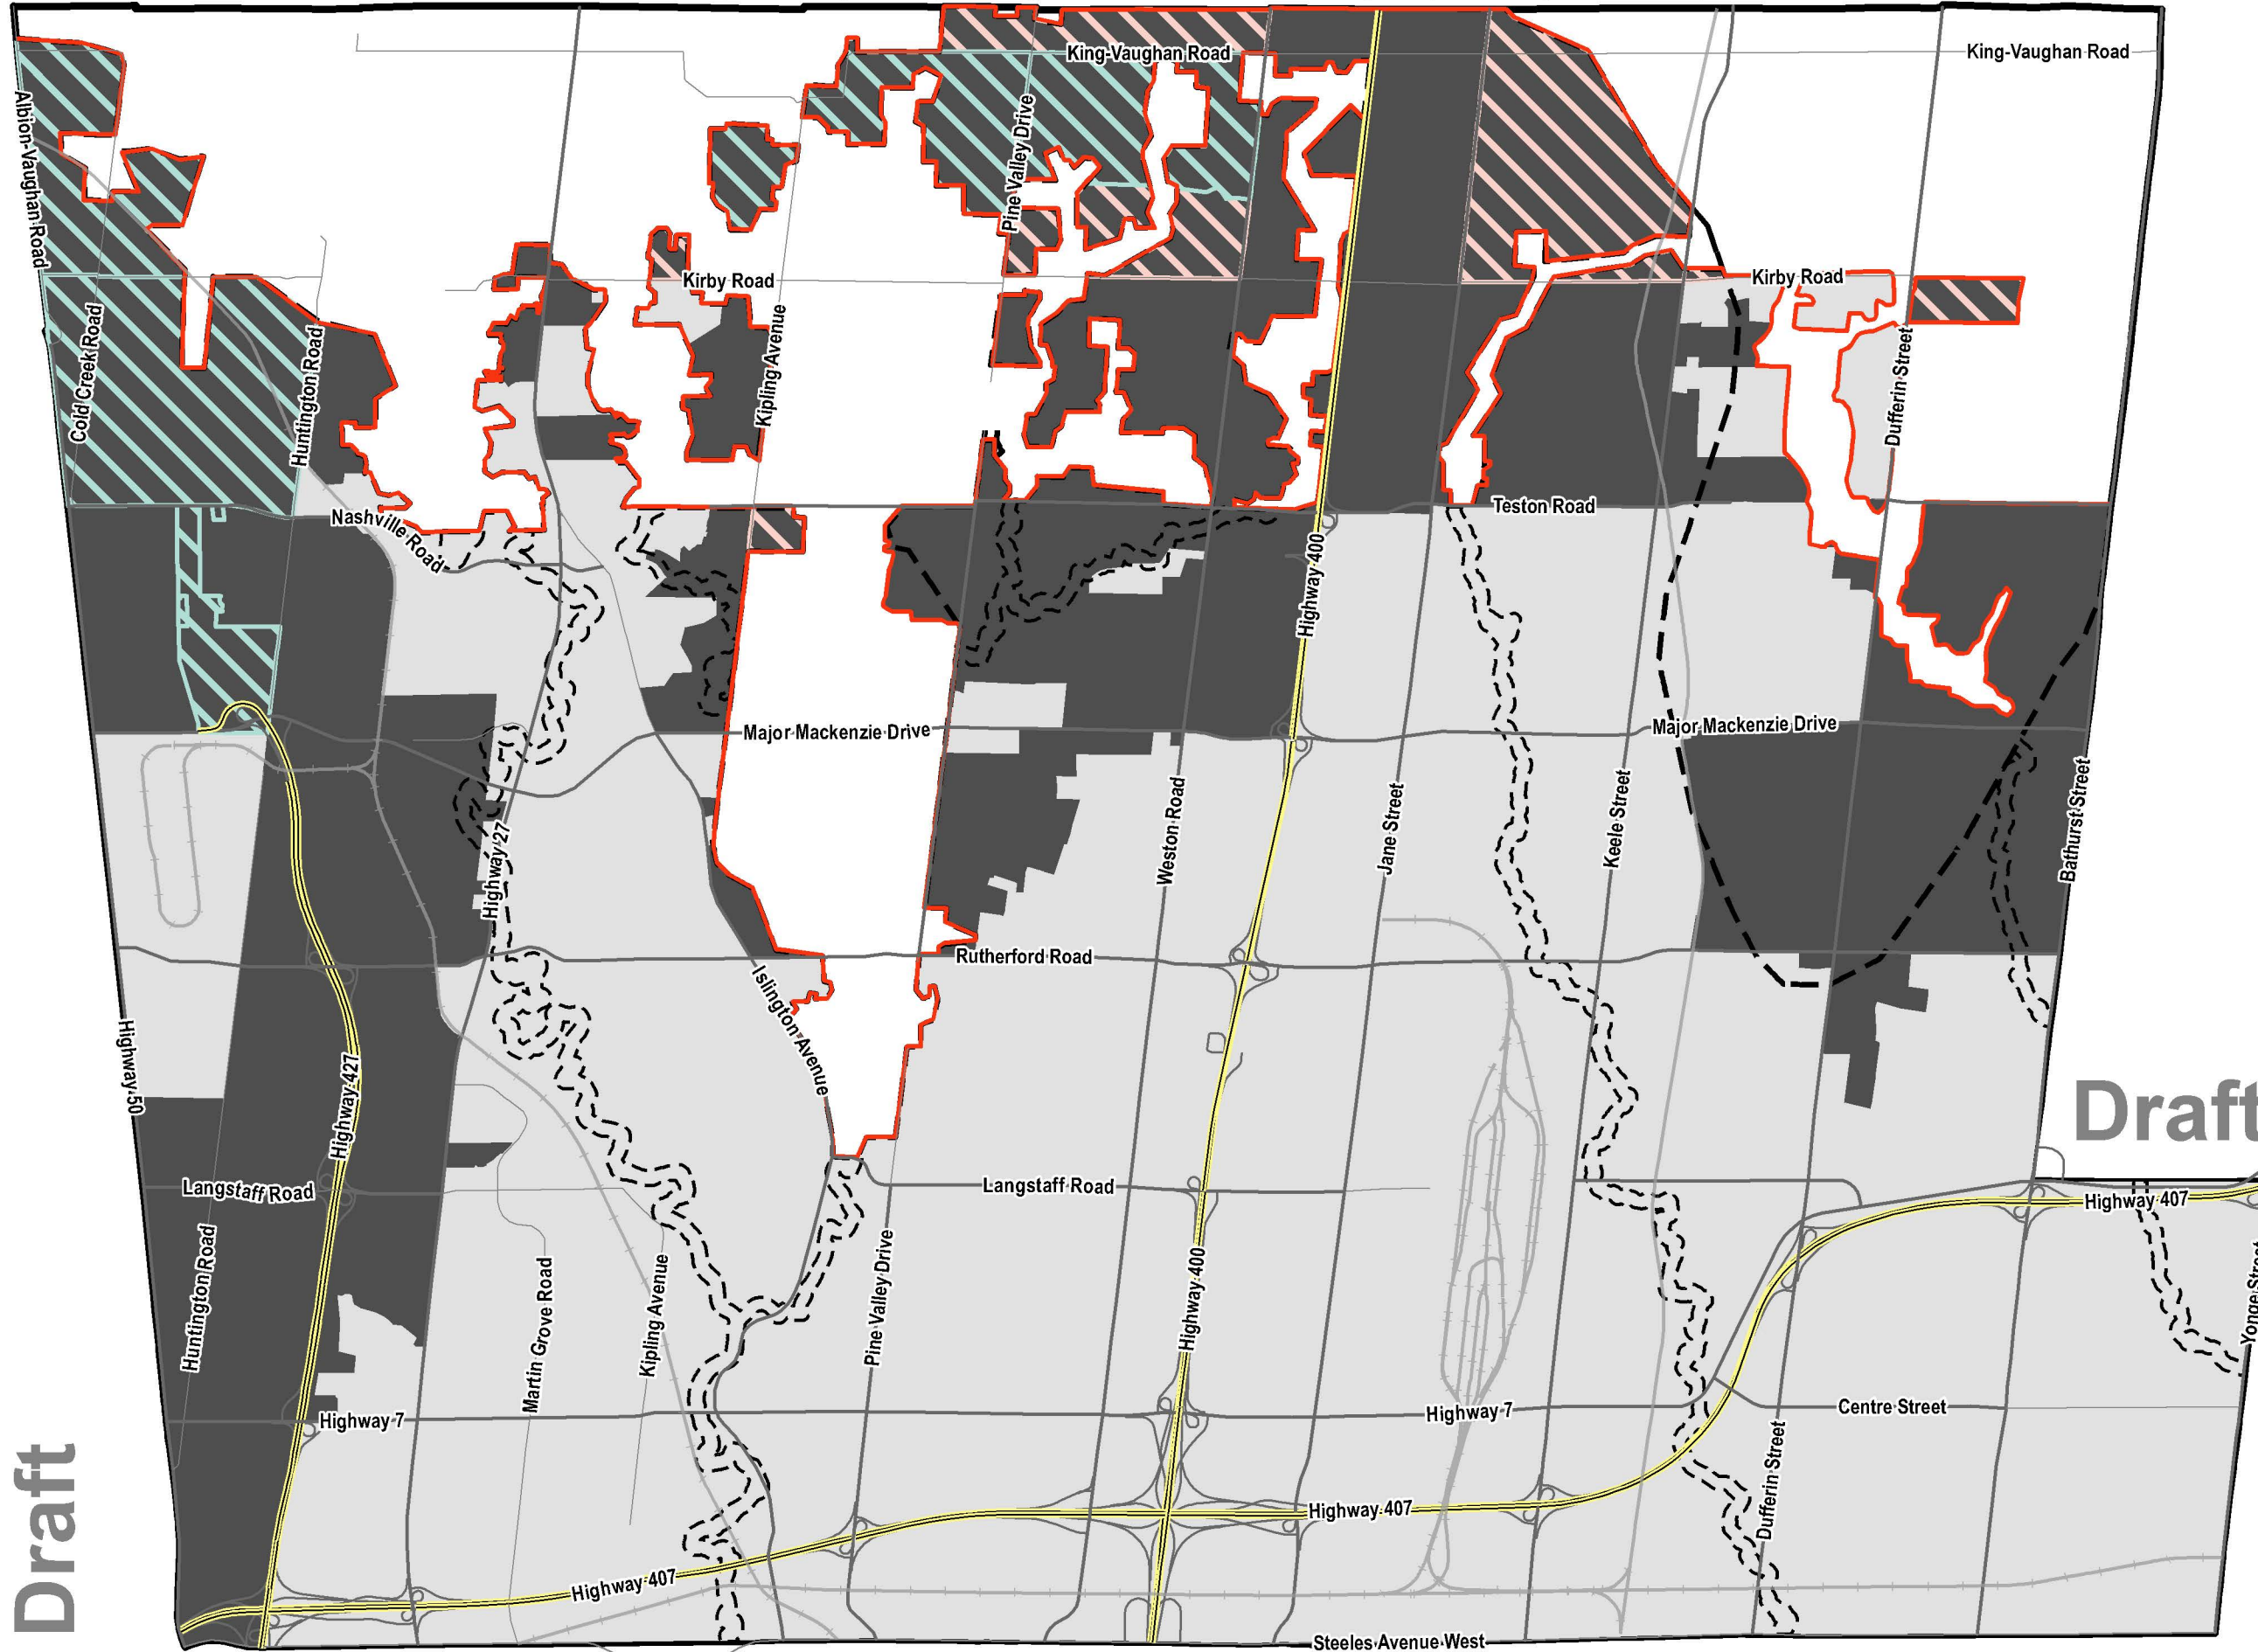 King-Vaughan Road
King-Vaughan Road
Albion-Vaughan Road
Pine Valley Drive
Kirby Road
Kirby Road
Cold Creek Road
Huntington Road
Kipling Avenue
Dufferin Street
Nashville Road
Teston Road
Highway 400
Major Mackenzie Drive
Major Mackenzie Drive
Highway 27
Weston Road
Jane Street
Keele Street
Bathurst Street
Rutherford Road
Islington Avenue
Highway 50
Highway 427
Draft
Langstaff Road
Langstaff Road
Highway 407
Huntington Road
Martin Grove Road
Kipling Avenue
Pine Valley Drive
Highway 400
Yonge Street
Highway 7
Highway 7
Centre Street
Dufferin Street
Draft
Highway 407
Highway 407
Steeles Avenue West